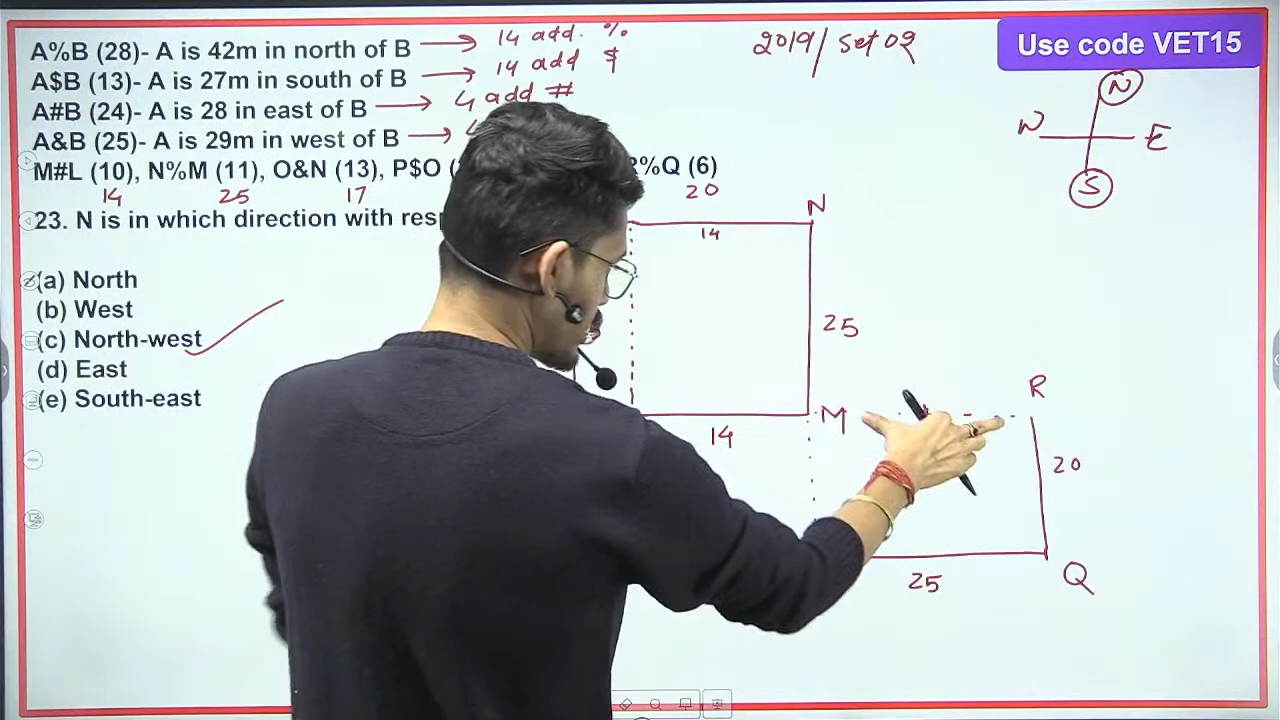 A%B (28)- A is 42m in north of B → 14 add. %
A$B (13)- A is 27m in south of B → 14 add $
A#B (24)- A is 28 in east of B → 4 add #
A&B (25)- A is 29m in west of B →
M#L (10), N%M (11), O&N (13), P$O %Q (6)
14 25 17 20
23. N is in which direction with res
(a) North
(b) West
(c) North-west
(d) East
(e) South-east
2019/Set 02
Use code VET15
N
W E
S
N
14
25
14 M
R
20
25 Q